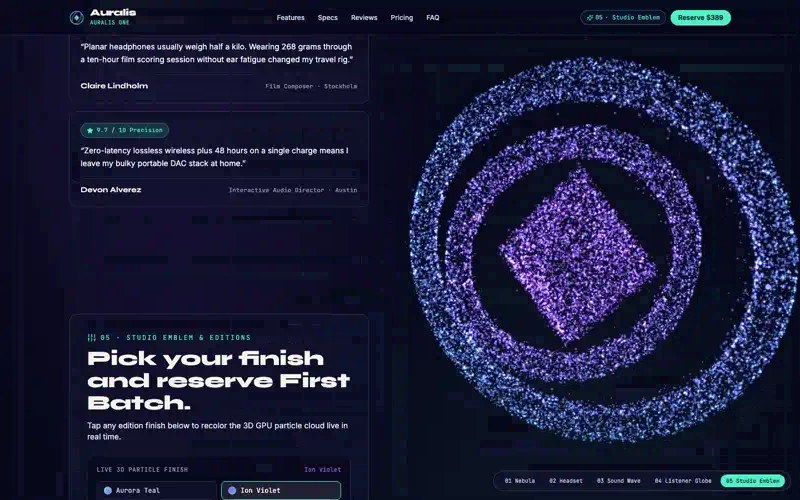 Auralis
AURALIS ONE
Features
Specs
Reviews
Pricing
FAQ
05 · Studio Emblem
Reserve $389
“Planar headphones usually weigh half a kilo. Wearing 268 grams through
a ten-hour film scoring session without ear fatigue changed my travel rig.”
Claire Lindholm
Film Composer · Stockholm
9.7 / 10 Precision
“Zero-latency lossless wireless plus 48 hours on a single charge means I
leave my bulky portable DAC stack at home.”
Devon Alverez
Interactive Audio Director · Austin
05 · STUDIO EMBLEM & EDITIONS
Pick your finish
and reserve First
Batch.
Tap any edition finish below to recolor the 3D GPU particle cloud live in
real time.
LIVE 3D PARTICLE FINISH
Ion Violet
Aurora Teal
Ion Violet
01 Nebula
02 Headset
03 Sound Wave
04 Listener Globe
05 Studio Emblem